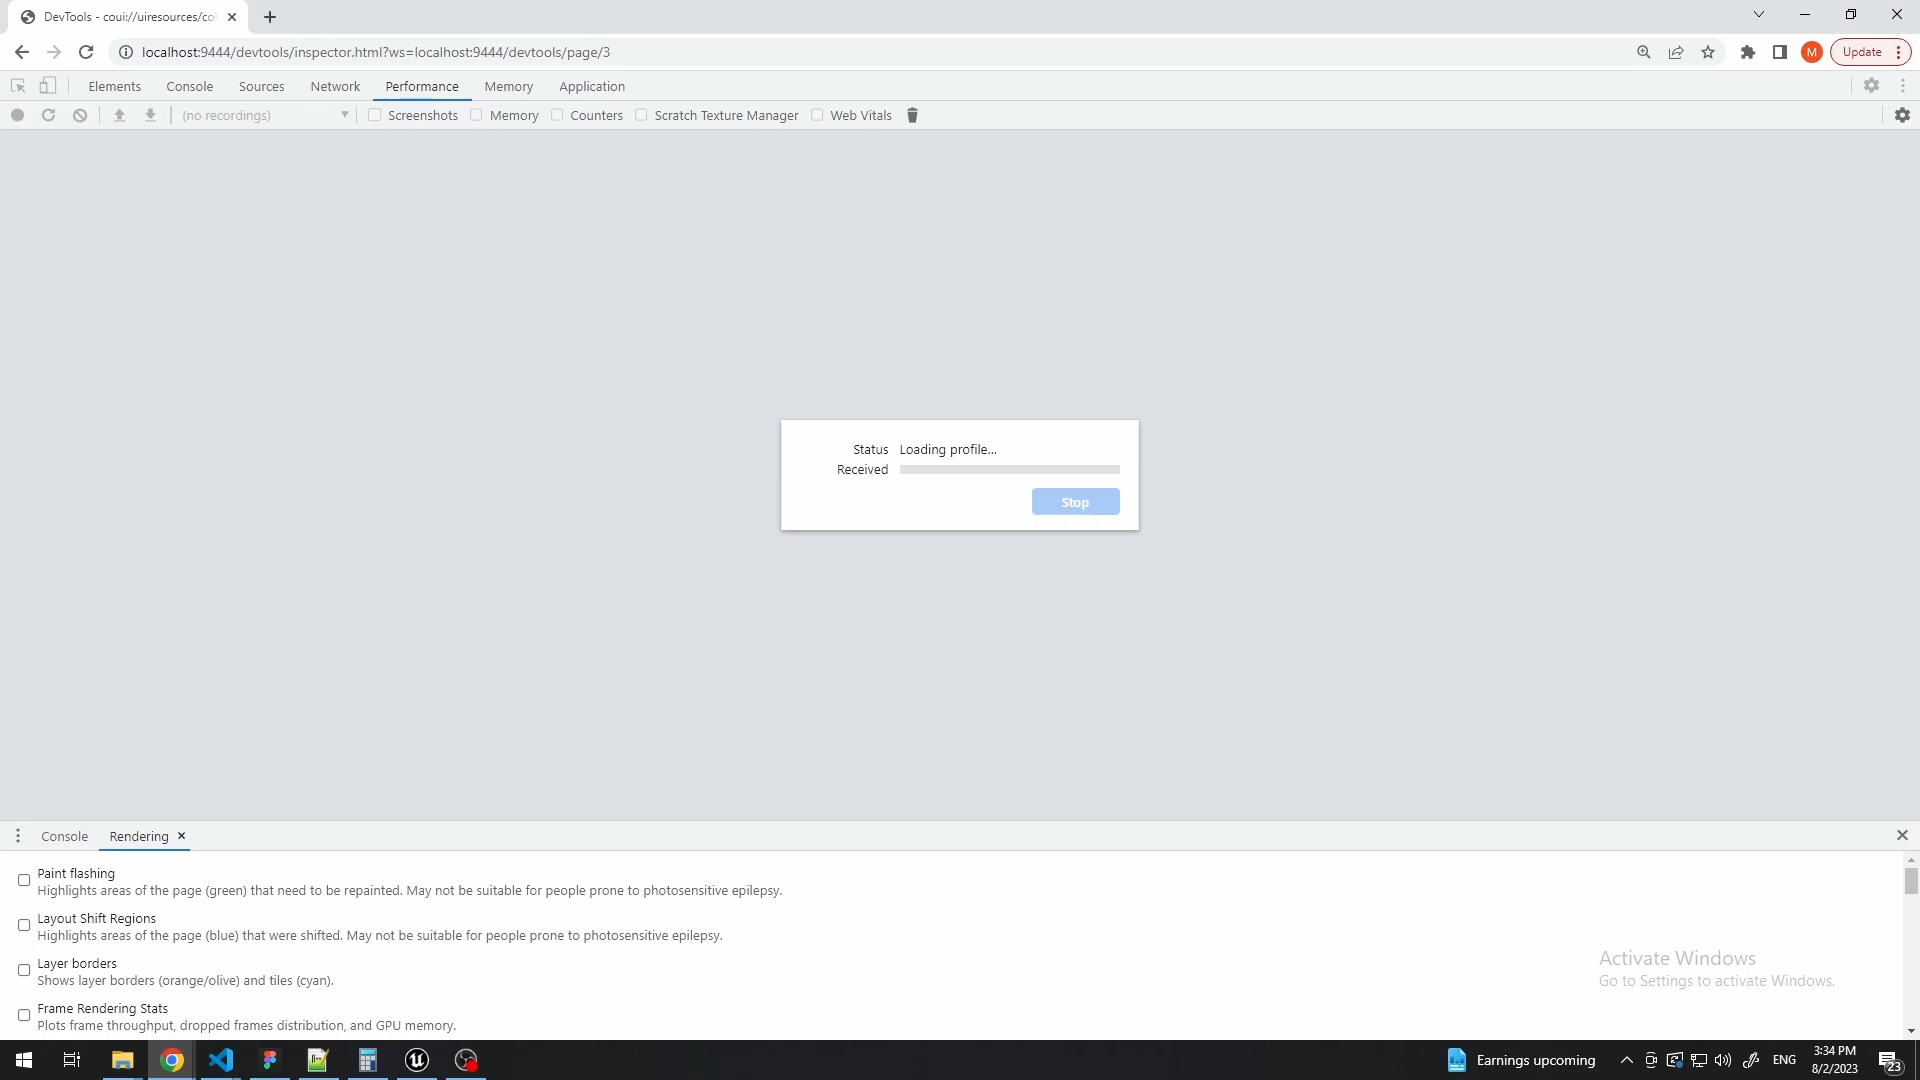 DevTools - coui://uiresources/col
localhost:9444/devtools/inspector.html?ws=localhost:9444/devtools/page/3
M
Update
Elements
Console
Sources
Network
Performance
Memory
Application
(no recordings)
Screenshots
Memory
Counters
Scratch Texture Manager
Web Vitals
Status Loading profile...
Received
Stop
Console
Rendering
Paint flashing
Highlights areas of the page (green) that need to be repainted. May not be suitable for people prone to photosensitive epilepsy.
Layout Shift Regions
Highlights areas of the page (blue) that were shifted. May not be suitable for people prone to photosensitive epilepsy.
Layer borders
Shows layer borders (orange/olive) and tiles (cyan).
Frame Rendering Stats
Plots frame throughput, dropped frames distribution, and GPU memory.
Activate Windows
Go to Settings to activate Windows.
Earnings upcoming
ENG
3:34 PM
8/2/2023
23